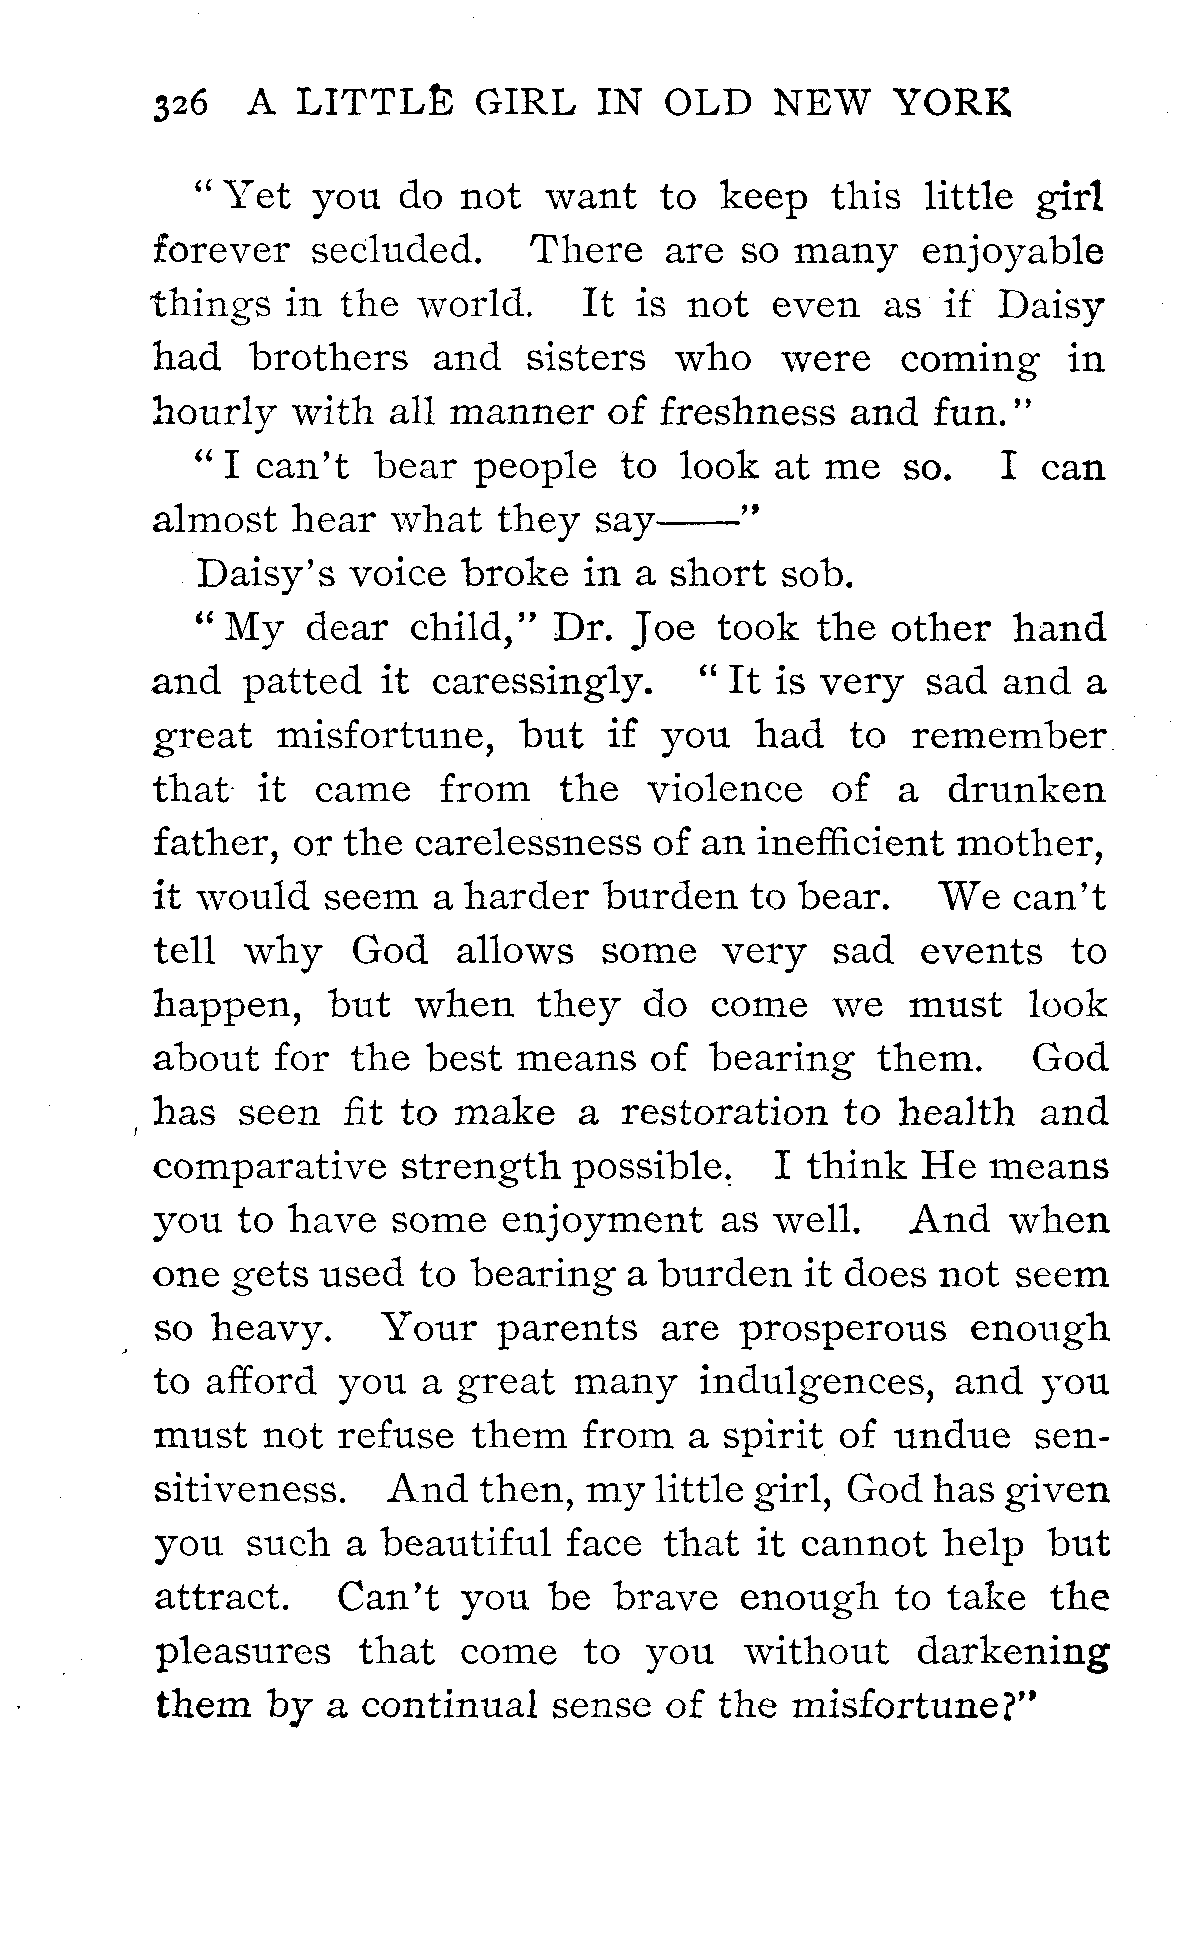 326 A LITTLE GIRL IN OLD NEW YORK
"Yet you do not want to keep this little girl
forever secluded. There are so many enjoyable
things in the world. It is not even as if Daisy
had brothers and sisters who were coming in
hourly with all manner of freshness and fun."
"I can't bear people to look at me so. I can
almost hear what they say——"
Daisy's voice broke in a short sob.
"My dear child," Dr. Joe took the other hand
and patted it caressingly. "It is very sad and a
great misfortune, but if you had to remember
that it came from the violence of a drunken
father, or the carelessness of an inefficient mother,
it would seem a harder burden to bear. We can't
tell why God allows some very sad events to
happen, but when they do come we must look
about for the best means of bearing them. God
has seen fit to make a restoration to health and
comparative strength possible. I think He means
you to have some enjoyment as well. And when
one gets used to bearing a burden it does not seem
so heavy. Your parents are prosperous enough
to afford you a great many indulgences, and you
must not refuse them from a spirit of undue sen-
sitiveness. And then, my little girl, God has given
you such a beautiful face that it cannot help but
attract. Can't you be brave enough to take the
pleasures that come to you without darkening
them by a continual sense of the misfortune?"